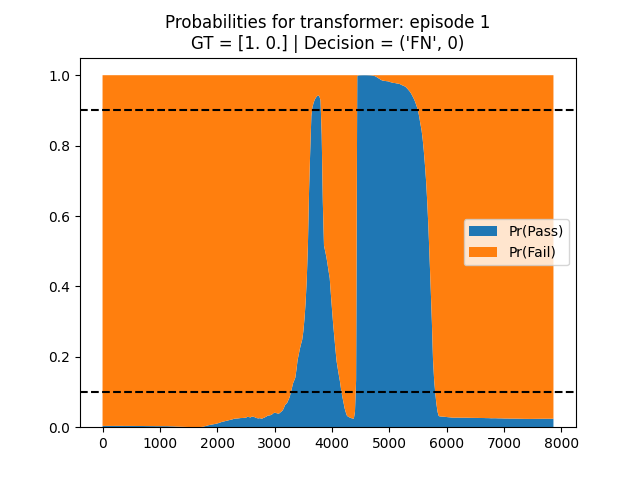 Probabilities for transformer: episode 1
GT = [1. 0.] | Decision = ('FN', 0)
1.0
0.8
0.6
0.4
0.2
0.0
Pr(Pass)
Pr(Fail)
0 1000 2000 3000 4000 5000 6000 7000 8000